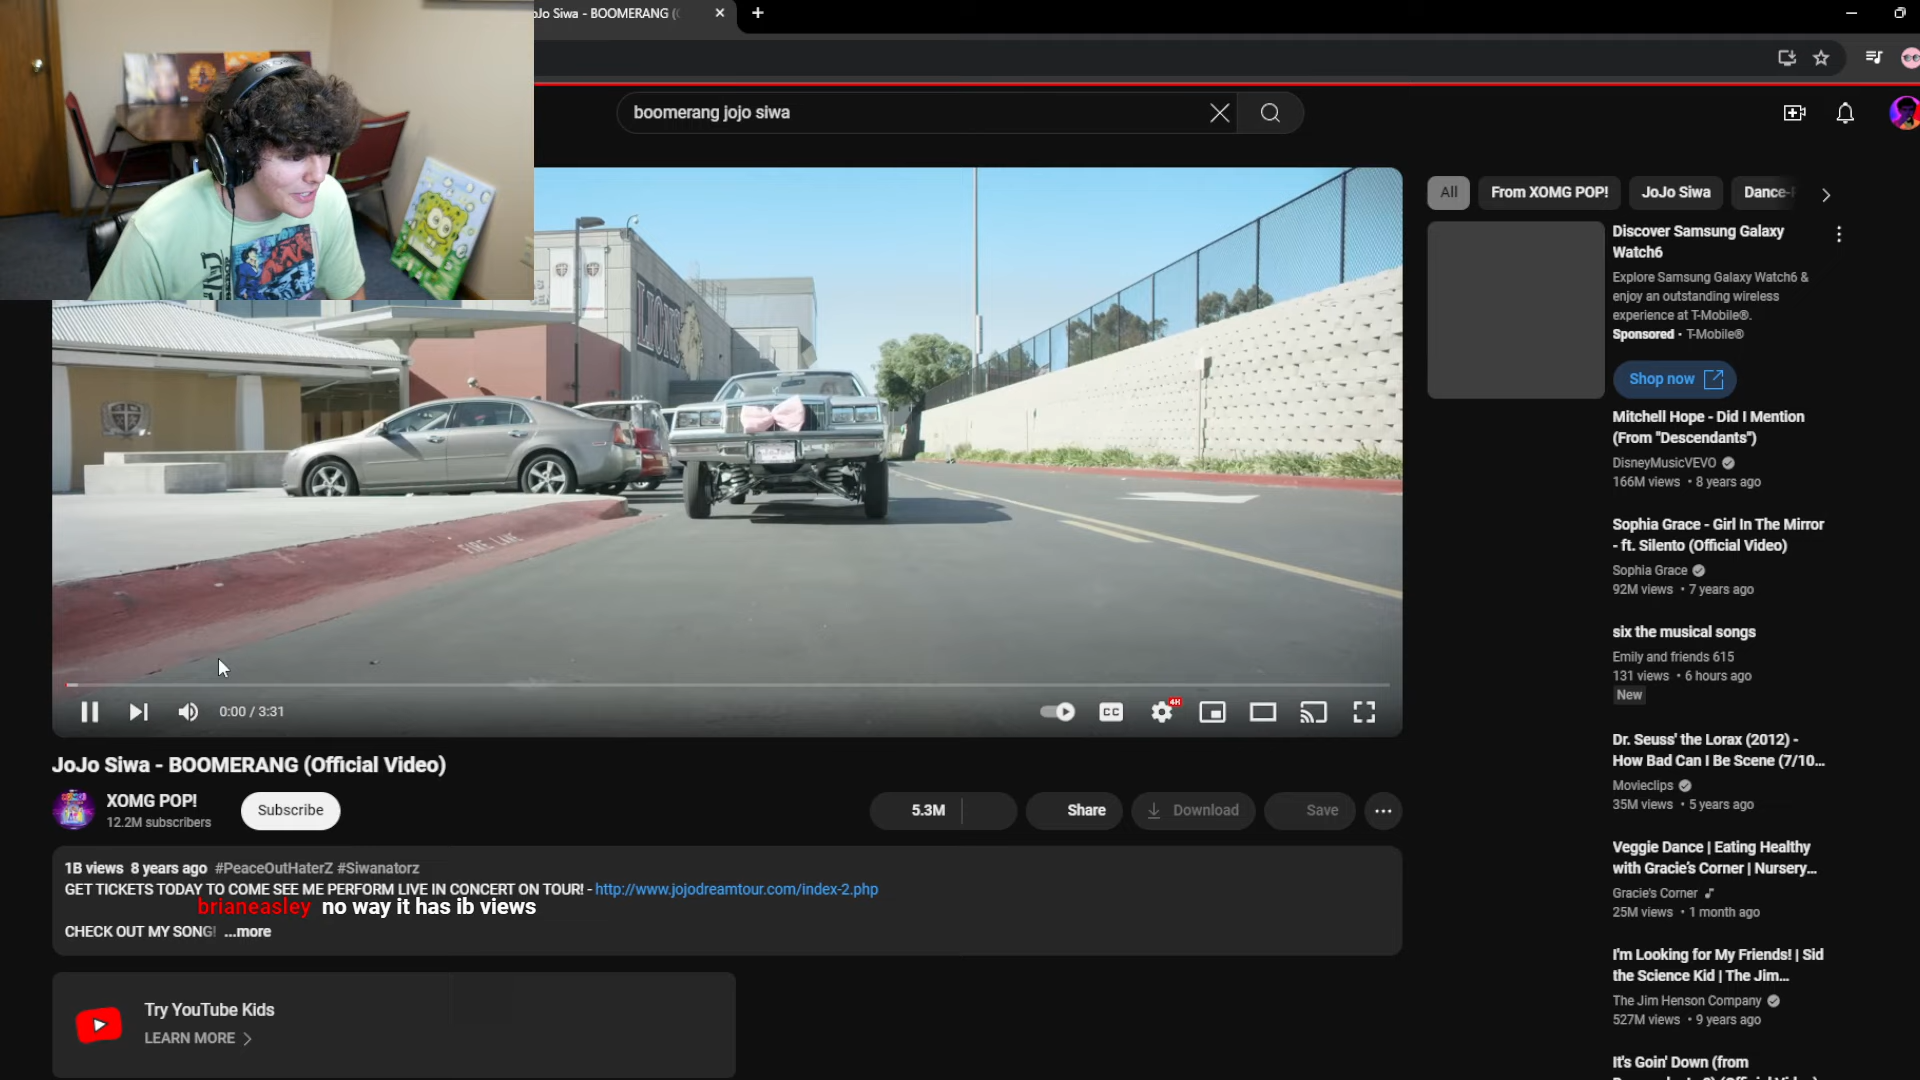 oJo Siwa - BOOMERANG (
boomerang jojo siwa
LIONS
FIRE LANE
0:00 / 3:31
CC
4H
JoJo Siwa - BOOMERANG (Official Video)
XOMG POP!
12.2M subscribers
Subscribe
5.3M
Share
Download
Save
1B views 8 years ago #PeaceOutHaterZ #Siwanatorz
GET TICKETS TODAY TO COME SEE ME PERFORM LIVE IN CONCERT ON TOUR! - http://www.jojodreamtour.com/index-2.php
brianeasley no way it has ib views
CHECK OUT MY SONG! ...more
Try YouTube Kids
LEARN MORE
All
From XOMG POP!
JoJo Siwa
Dance-
Discover Samsung Galaxy
Watch6
Explore Samsung Galaxy Watch6 &
enjoy an outstanding wireless
experience at T-Mobile®.
Sponsored · T-Mobile®
Shop now
Mitchell Hope - Did I Mention
(From "Descendants")
DisneyMusicVEVO
166M views • 8 years ago
Sophia Grace - Girl In The Mirror
- ft. Silento (Official Video)
Sophia Grace
92M views • 7 years ago
six the musical songs
Emily and friends 615
131 views • 6 hours ago
New
Dr. Seuss' the Lorax (2012) -
How Bad Can I Be Scene (7/10...
Movieclips
35M views • 5 years ago
Veggie Dance | Eating Healthy
with Gracie's Corner | Nursery...
Gracie's Corner
25M views • 1 month ago
I'm Looking for My Friends! | Sid
the Science Kid | The Jim...
The Jim Henson Company
527M views • 9 years ago
It's Goin' Down (from